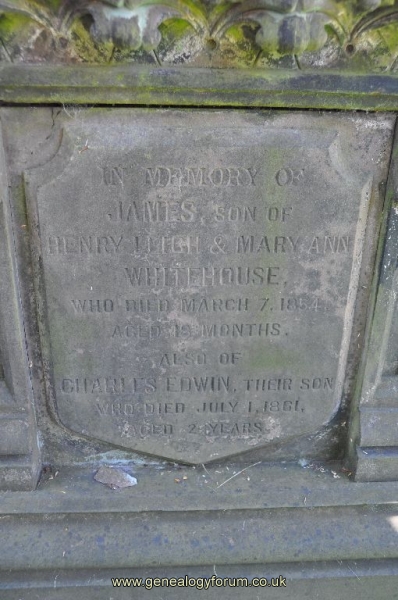 IN MEMORY OF
JAMES, SON OF
HENRY LEIGH & MARY ANN
WHITEHOUSE,
WHO DIED MARCH 7, 1854,
AGED MONTHS.
ALSO OF
CHARLES EDWIN, THEIR SON
WHO DIED JULY 1, 1861,
AGED 2 YEARS.
www.genealogyforum.co.uk